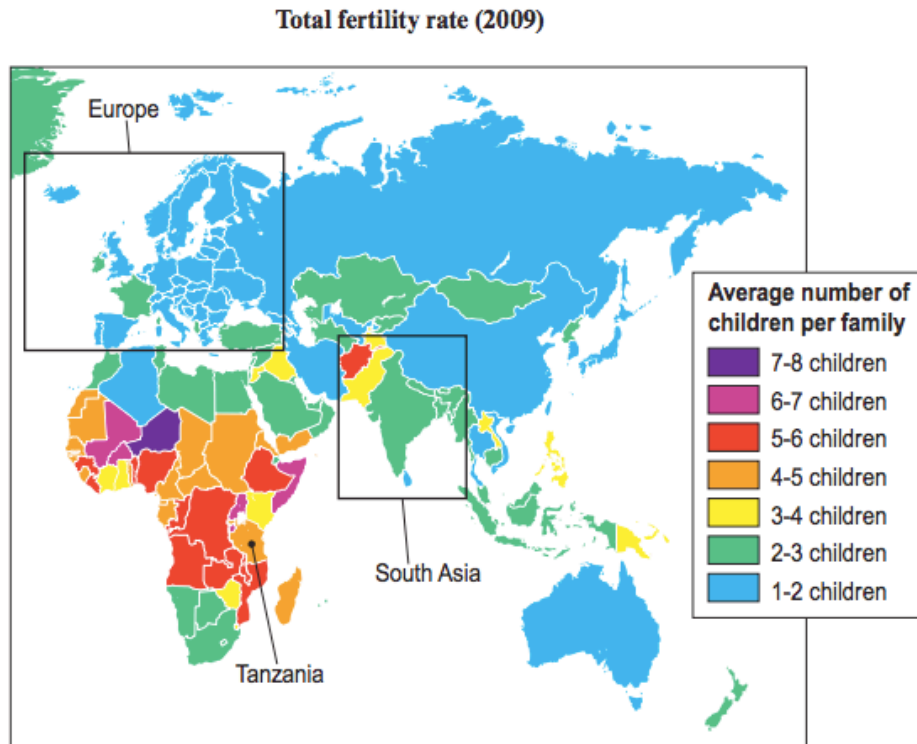 Total fertility rate (2009)
Europe
South Asia
Tanzania
Average number of
children per family
7-8 children
6-7 children
5-6 children
4-5 children
3-4 children
2-3 children
1-2 children